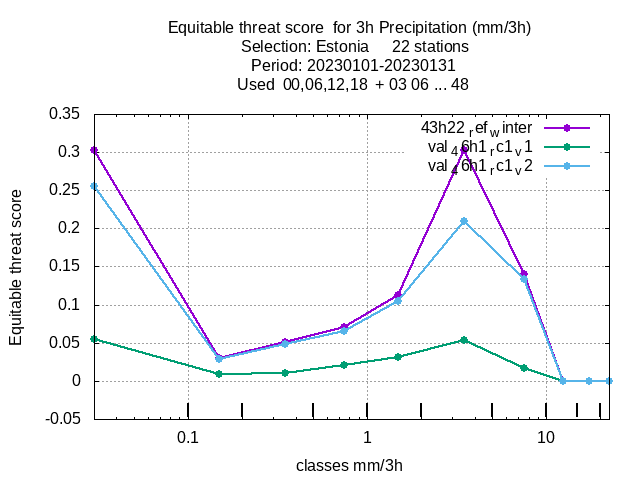 Equitable threat score for 3h Precipitation (mm/3h)
Selection: Estonia 22 stations
Period: 20230101-20230131
Used 00,06,12,18 + 03 06 ... 48
0.35
0.3
0.25
0.2
0.15
0.1
0.05
0
-0.05
Equitable threat score
43h22_ref_winter
val_46h1_rc1_v1
val_46h1_rc1_v2
0.1 1 10
classes mm/3h